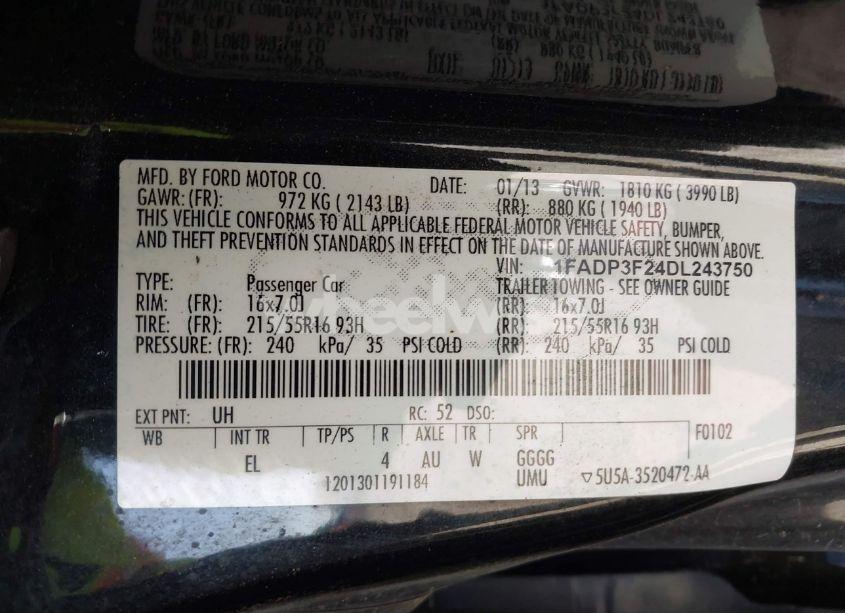 MFD. BY FORD MOTOR CO. DATE: 01/13 GVWR: 1810 KG ( 3990 LB)
GAWR: (FR): 972 KG ( 2143 LB) (RR): 880 KG ( 1940 LB)
THIS VEHICLE CONFORMS TO ALL APPLICABLE FEDERAL MOTOR VEHICLE SAFETY, BUMPER,
AND THEFT PREVENTION STANDARDS IN EFFECT ON THE DATE OF MANUFACTURE SHOWN ABOVE.
VIN: 1FADP3F24DL243750
TYPE: Passenger Car TRAILER TOWING - SEE OWNER GUIDE
RIM: (FR): 16x7.0J (RR): 16x7.0J
TIRE: (FR): 215/55R16 93H (RR): 215/55R16 93H
PRESSURE: (FR): 240 kPa/ 35 PSI COLD (RR): 240 kPa/ 35 PSI COLD
EXT PNT: UH RC: 52 DSO:
WB INT TR TP/PS R AXLE TR SPR F0102
EL 4 AU W GGGG
1201301191184 UMU ▽5U5A-3520472-AA